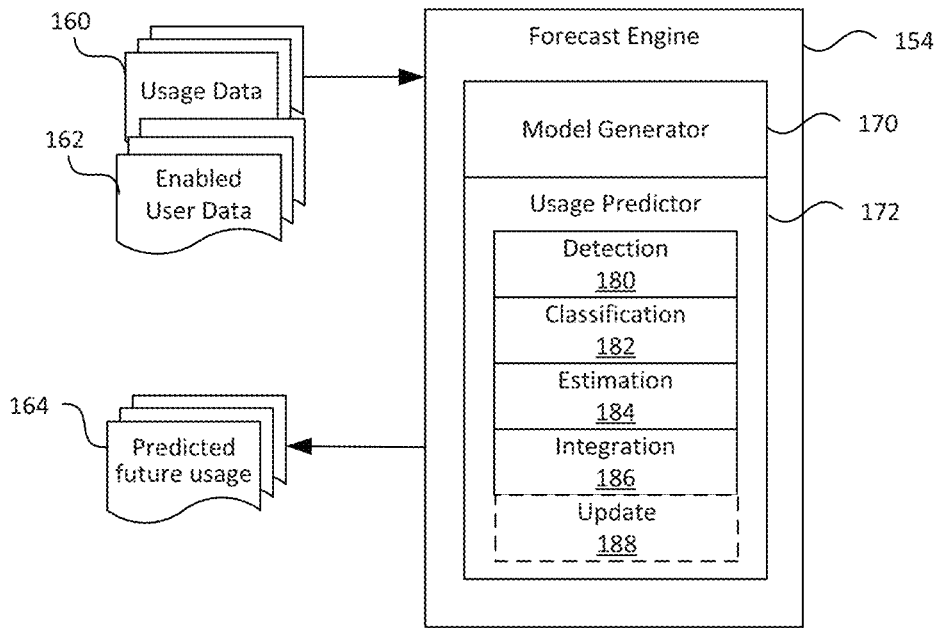 160
Usage Data
162
Enabled
User Data
164
Predicted
future usage
Forecast Engine
154
Model Generator
170
Usage Predictor
172
Detection
180
Classification
182
Estimation
184
Integration
186
Update
188